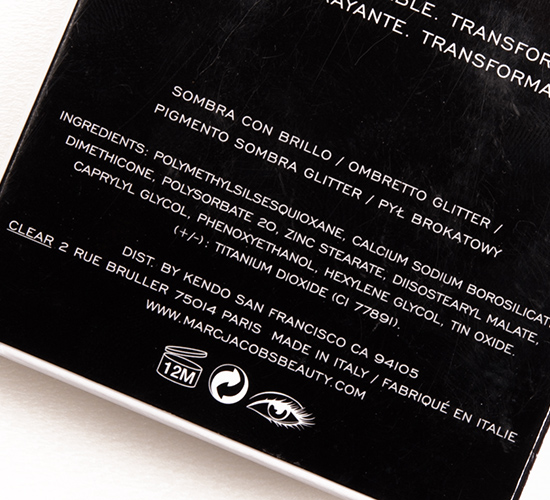 BLE. TRANSFOR
RAYANTE. TRANSFORMA
SOMBRA CON BRILLO / OMBRETTO GLITTER /
PIGMENTO SOMBRA GLITTER / PYŁ BROKATOWY
INGREDIENTS: POLYMETHYLSILSESQUIOXANE, CALCIUM SODIUM BOROSILICAT
DIMETHICONE, POLYSORBATE 20, ZINC STEARATE, DIISOSTEARYL MALATE,
CAPRYLYL GLYCOL, PHENOXYETHANOL, HEXYLENE GLYCOL, TIN OXIDE.
(+/-): TITANIUM DIOXIDE (CI 77891).
DIST. BY KENDO SAN FRANCISCO CA 94105
CLEAR 2 RUE BRULLER 75014 PARIS MADE IN ITALY / FABRIQUÉ EN ITALIE
WWW.MARCJACOBSBEAUTY.COM
12M